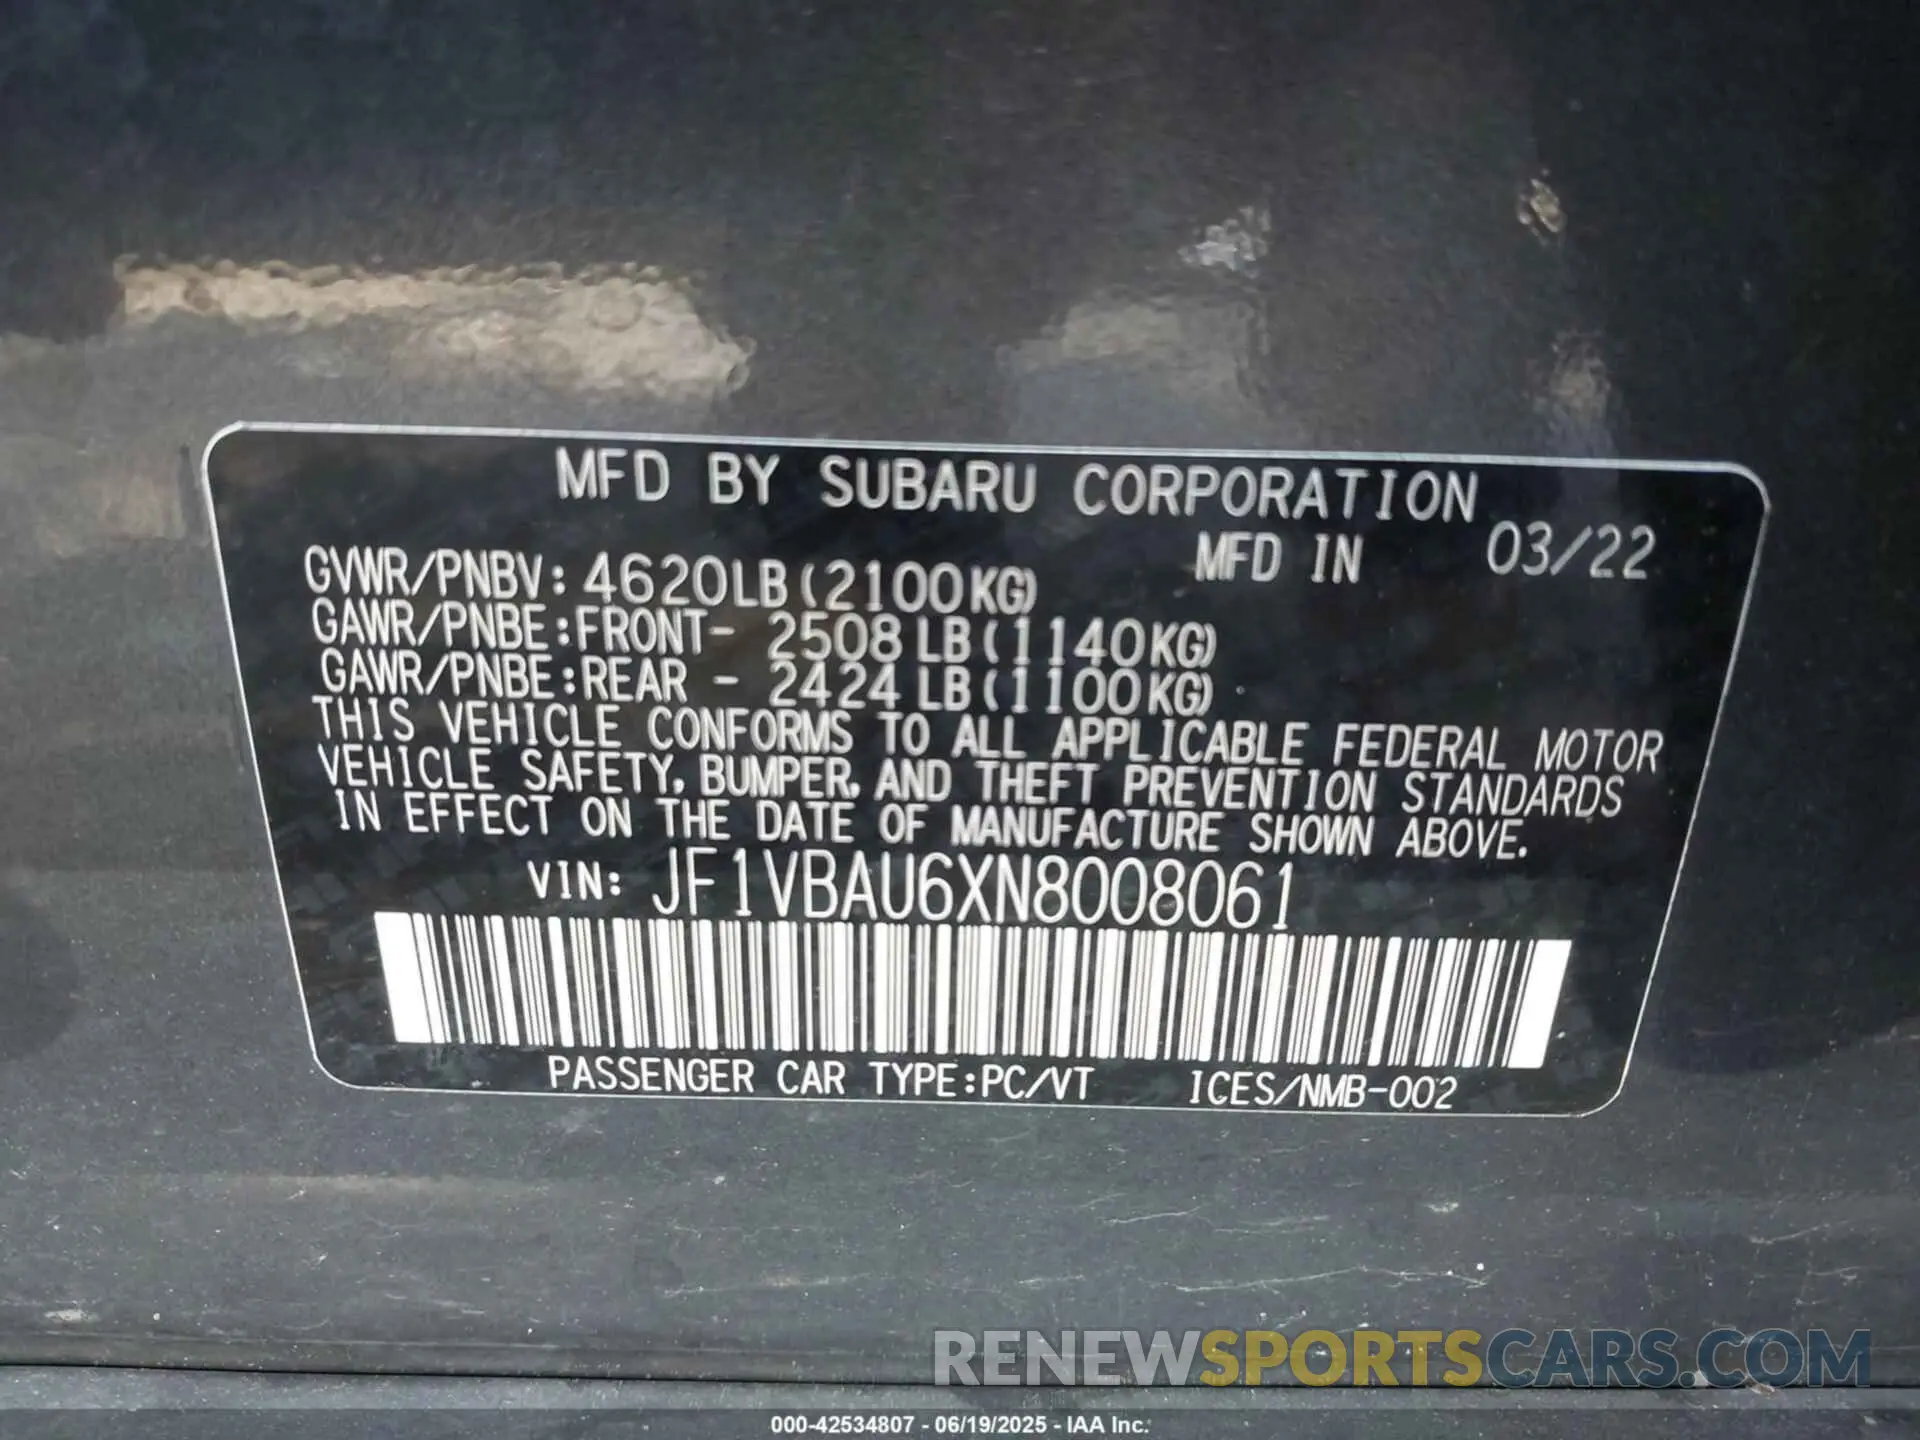 MFD BY SUBARU CORPORATION
MFD IN 03/22
GVWR/PNBV: 4620LB(2100KG)
GAWR/PNBE:FRONT- 2508 LB(1140KG)
GAWR/PNBE:REAR - 2424 LB(1100KG)
THIS VEHICLE CONFORMS TO ALL APPLICABLE FEDERAL MOTOR
VEHICLE SAFETY, BUMPER, AND THEFT PREVENTION STANDARDS
IN EFFECT ON THE DATE OF MANUFACTURE SHOWN ABOVE.
VIN: JF1VBAU6XN8008061
PASSENGER CAR TYPE:PC/VT ICES/NMB-002
RENEWSPORTSCARS.COM
000-42534807 - 06/19/2025 - IAA Inc.